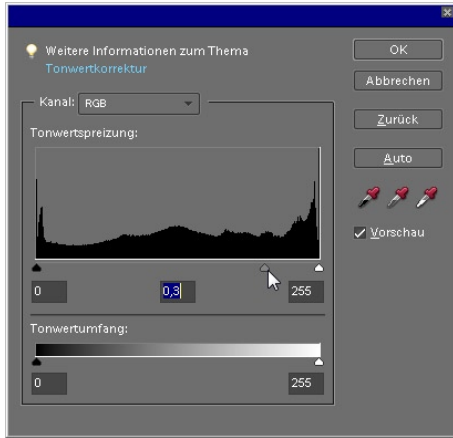 Weitere Informationen zum Thema
Tonwertkorrektur
Kanal: RGB
Tonwertspreizung:
0 0,3 255
Tonwertumfang:
0 255
OK
Abbrechen
Zurück
Auto
Vorschau